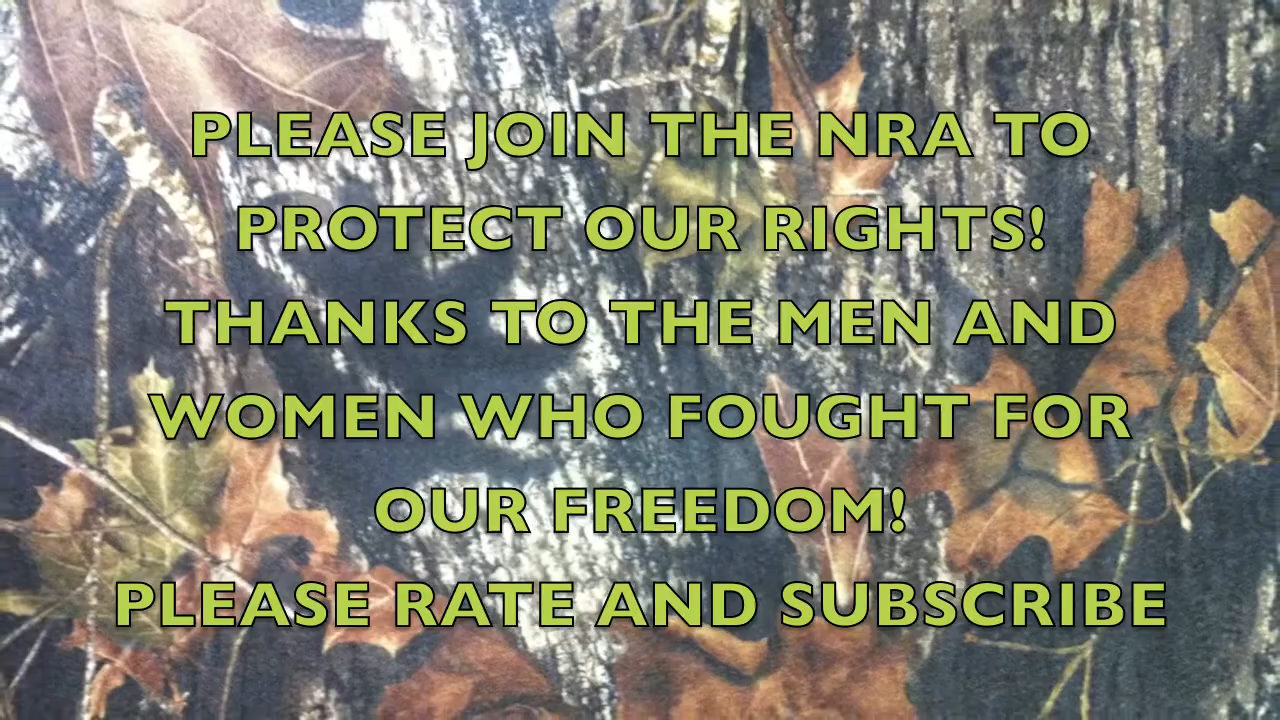 PLEASE JOIN THE NRA TO
PROTECT OUR RIGHTS!
THANKS TO THE MEN AND
WOMEN WHO FOUGHT FOR
OUR FREEDOM!
PLEASE RATE AND SUBSCRIBE